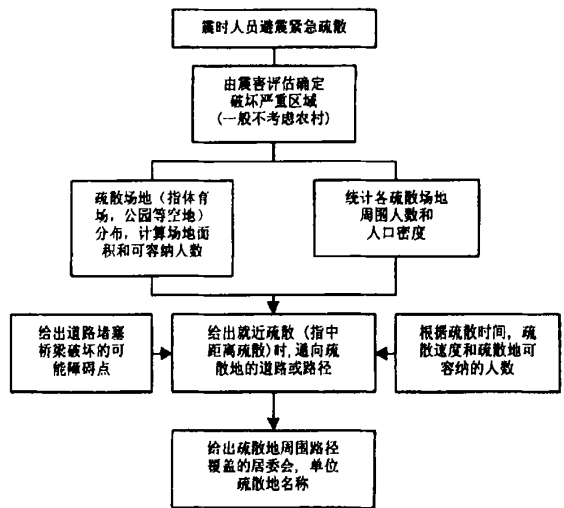 震时人员避震紧急疏散
由震害评估确定
破坏严重区域
(一般不考虑农村)
疏散场地（指体育
场，公园等空地）
分布，计算场地面
积和可容纳人数
统计各疏散场地
周围人数和
人口密度
给出道路堵塞
桥梁破坏的可
能障碍点
给出就近疏散（指中
距离疏散)时,通向疏
散地的道路或路径
根据疏散时间，疏
散速度和疏散地可
容纳的人数
给出疏散地周围路径
覆盖的居委会，单位
疏散地名称